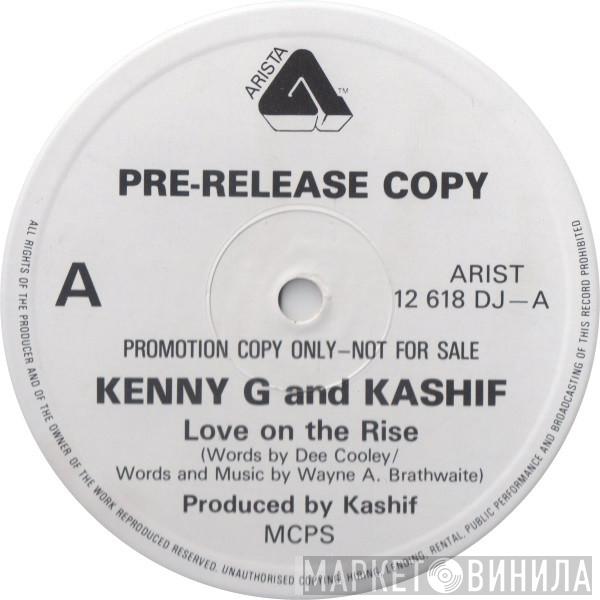 ARISTA
TM
PRE-RELEASE COPY
A
ARIST
12 618 DJ—A
PROMOTION COPY ONLY—NOT FOR SALE
KENNY G and KASHIF
Love on the Rise
(Words by Dee Cooley/
Words and Music by Wayne A. Brathwaite)
Produced by Kashif
MCPS
ALL RIGHTS OF THE PRODUCER AND OF THE OWNER OF THE WORK REPRODUCED RESERVED. UNAUTHORISED COPYING, HIRING, LENDING, RENTAL, PUBLIC PERFORMANCE AND BROADCASTING OF THIS RECORD PROHIBITED
МАРКЕТ ВИНИЛА